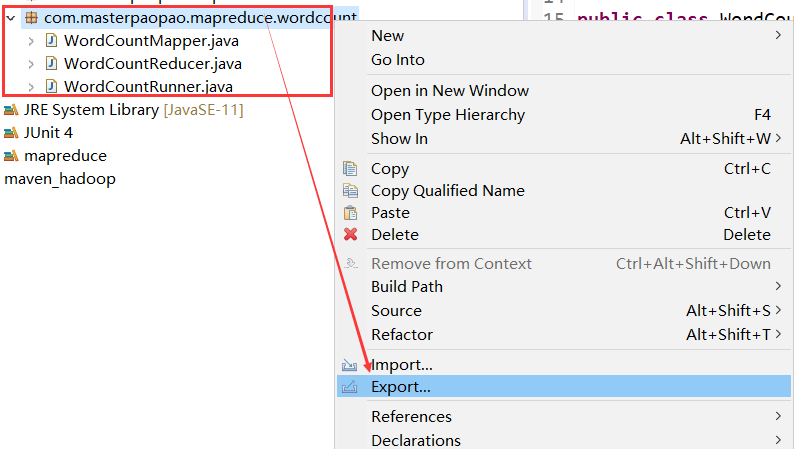 com.masterpaopao.mapreduce.wordcount
WordCountMapper.java
WordCountReducer.java
WordCountRunner.java
JRE System Library [JavaSE-11]
JUnit 4
mapreduce
maven_hadoop
15 public class WordCou
New
Go Into
Open in New Window
Open Type Hierarchy F4
Show In Alt+Shift+W
Copy Ctrl+C
Copy Qualified Name
Paste Ctrl+V
Delete Delete
Remove from Context Ctrl+Alt+Shift+Down
Build Path
Source Alt+Shift+S
Refactor Alt+Shift+T
Import...
Export...
References
Declarations